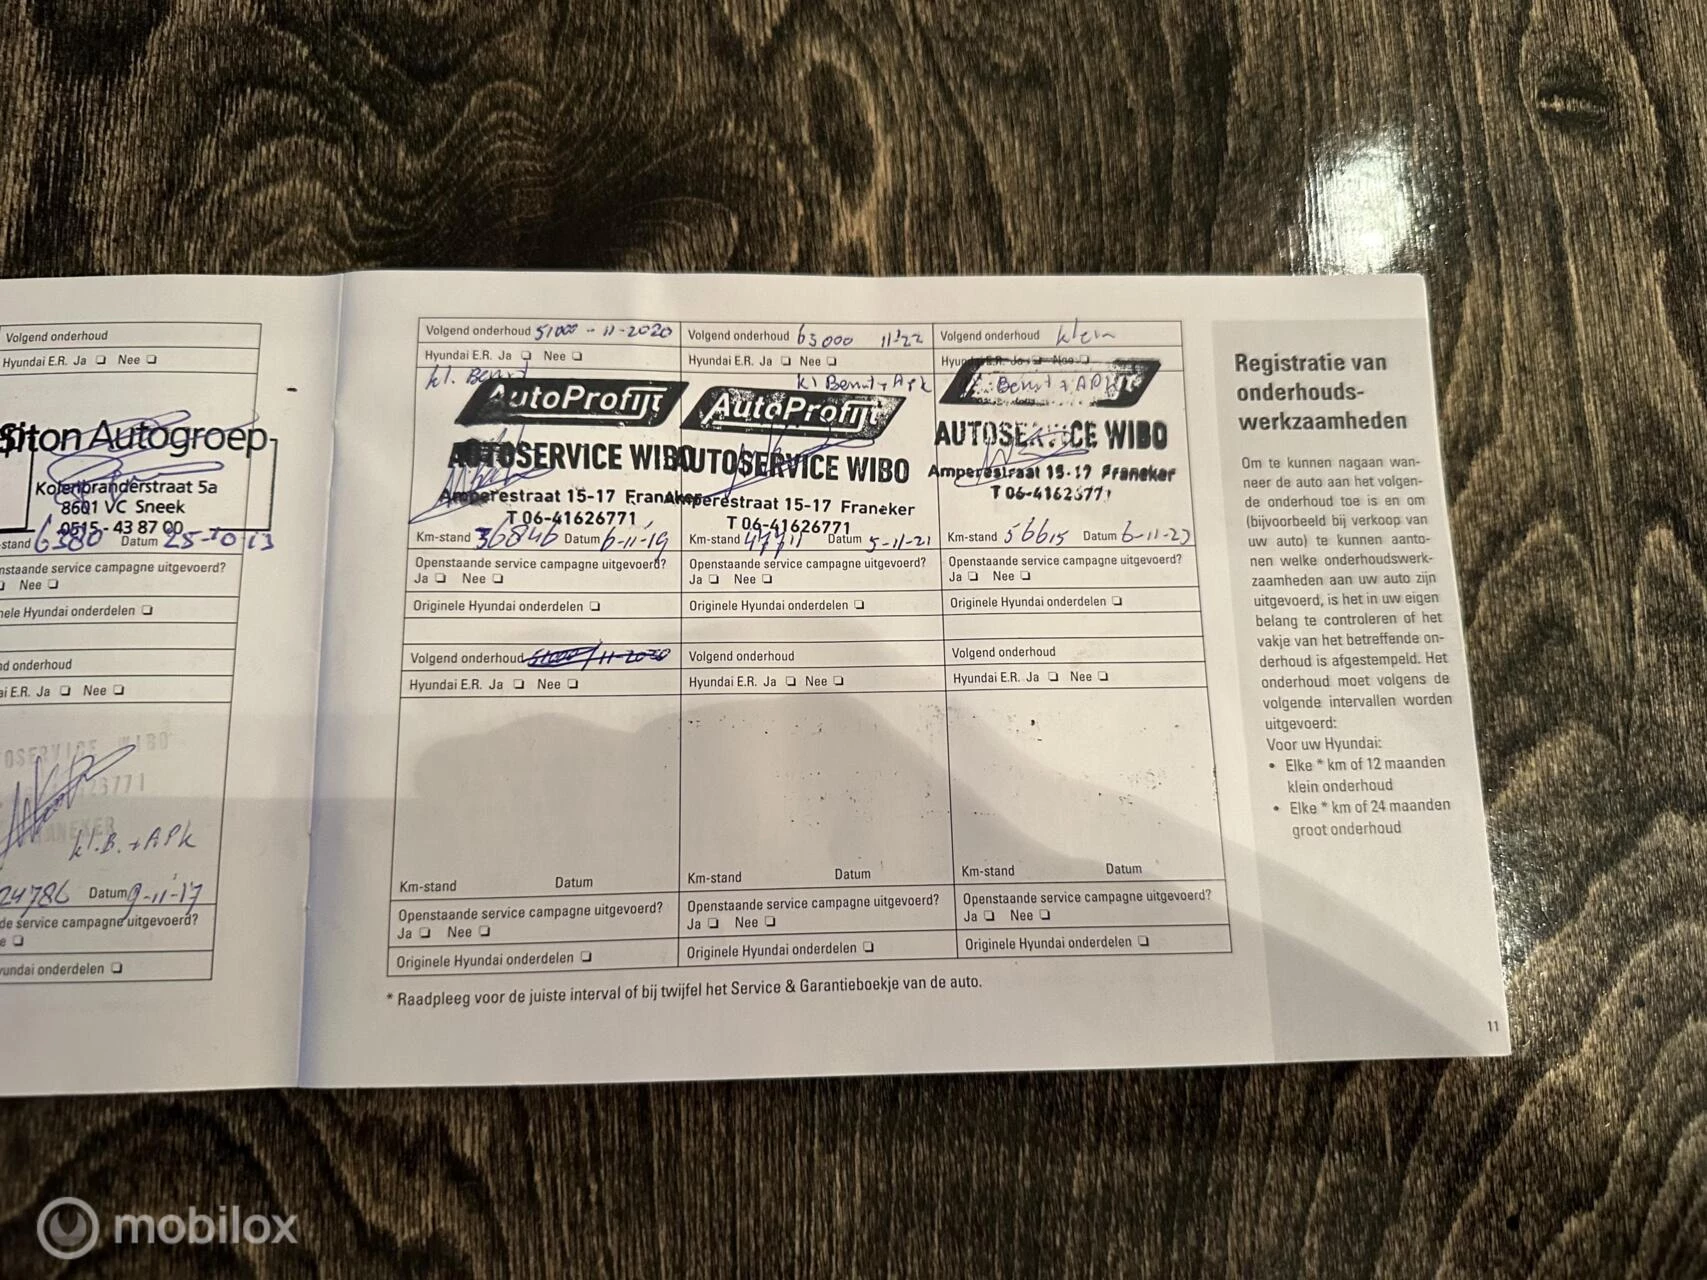 Volgend onderhoud
Hyundai E.R. Ja Nee
Siton Autogroep
Kolenbranderstraat 5a
8601 VC Sneek
0515 - 43 87 00
stand 6380 Datum 25-10-13
nstaande service campagne uitgevoerd?
Nee
nele Hyundai onderdelen
d onderhoud
ai E.R. Ja Nee
OSERVICE WIBO
kl. B. + APK
24786 Datum 9-11-17
de service campagne uitgevoerd?
yundai onderdelen
Volgend onderhoud 51000 - 11-2020
Hyundai E.R. Ja Nee
AutoProfijt
AUTOSERVICE WIBO
Amperestraat 15-17 Franeker
T 06-41626771
Km-stand 36846 Datum 6-11-19
Openstaande service campagne uitgevoerd?
Ja Nee
Originele Hyundai onderdelen
Volgend onderhoud 63000 11-22
Hyundai E.R. Ja Nee
AutoProfijt
AUTOSERVICE WIBO
Amperestraat 15-17 Franeker
T 06-41626771
Km-stand Datum 5-11-21
Openstaande service campagne uitgevoerd?
Ja Nee
Originele Hyundai onderdelen
Volgend onderhoud klein
AUTOSERVICE WIBO
Amperestraat 15-17 Franeker
T 06-41626771
Km-stand 56615 Datum 6-11-23
Openstaande service campagne uitgevoerd?
Ja Nee
Originele Hyundai onderdelen
Volgend onderhoud 51000/11-2020
Hyundai E.R. Ja Nee
Km-stand Datum
Openstaande service campagne uitgevoerd?
Ja Nee
Originele Hyundai onderdelen
Volgend onderhoud
Hyundai E.R. Ja Nee
Km-stand Datum
Openstaande service campagne uitgevoerd?
Ja Nee
Originele Hyundai onderdelen
Volgend onderhoud
Hyundai E.R. Ja Nee
Km-stand Datum
Openstaande service campagne uitgevoerd?
Ja Nee
Originele Hyundai onderdelen
* Raadpleeg voor de juiste interval of bij twijfel het Service & Garantieboekje van de auto.
Registratie van
onderhouds-
werkzaamheden
Om te kunnen nagaan wan-
neer de auto aan het volgen-
de onderhoud toe is en om
(bijvoorbeeld bij verkoop van
uw auto) te kunnen aanto-
nen welke onderhoudswerk-
zaamheden aan uw auto zijn
uitgevoerd, is het in uw eigen
belang te controleren of het
vakje van het betreffende on-
derhoud is afgestempeld. Het
onderhoud moet volgens de
volgende intervallen worden
uitgevoerd:
Voor uw Hyundai:
• Elke * km of 12 maanden
klein onderhoud
• Elke * km of 24 maanden
groot onderhoud
11
mobilox